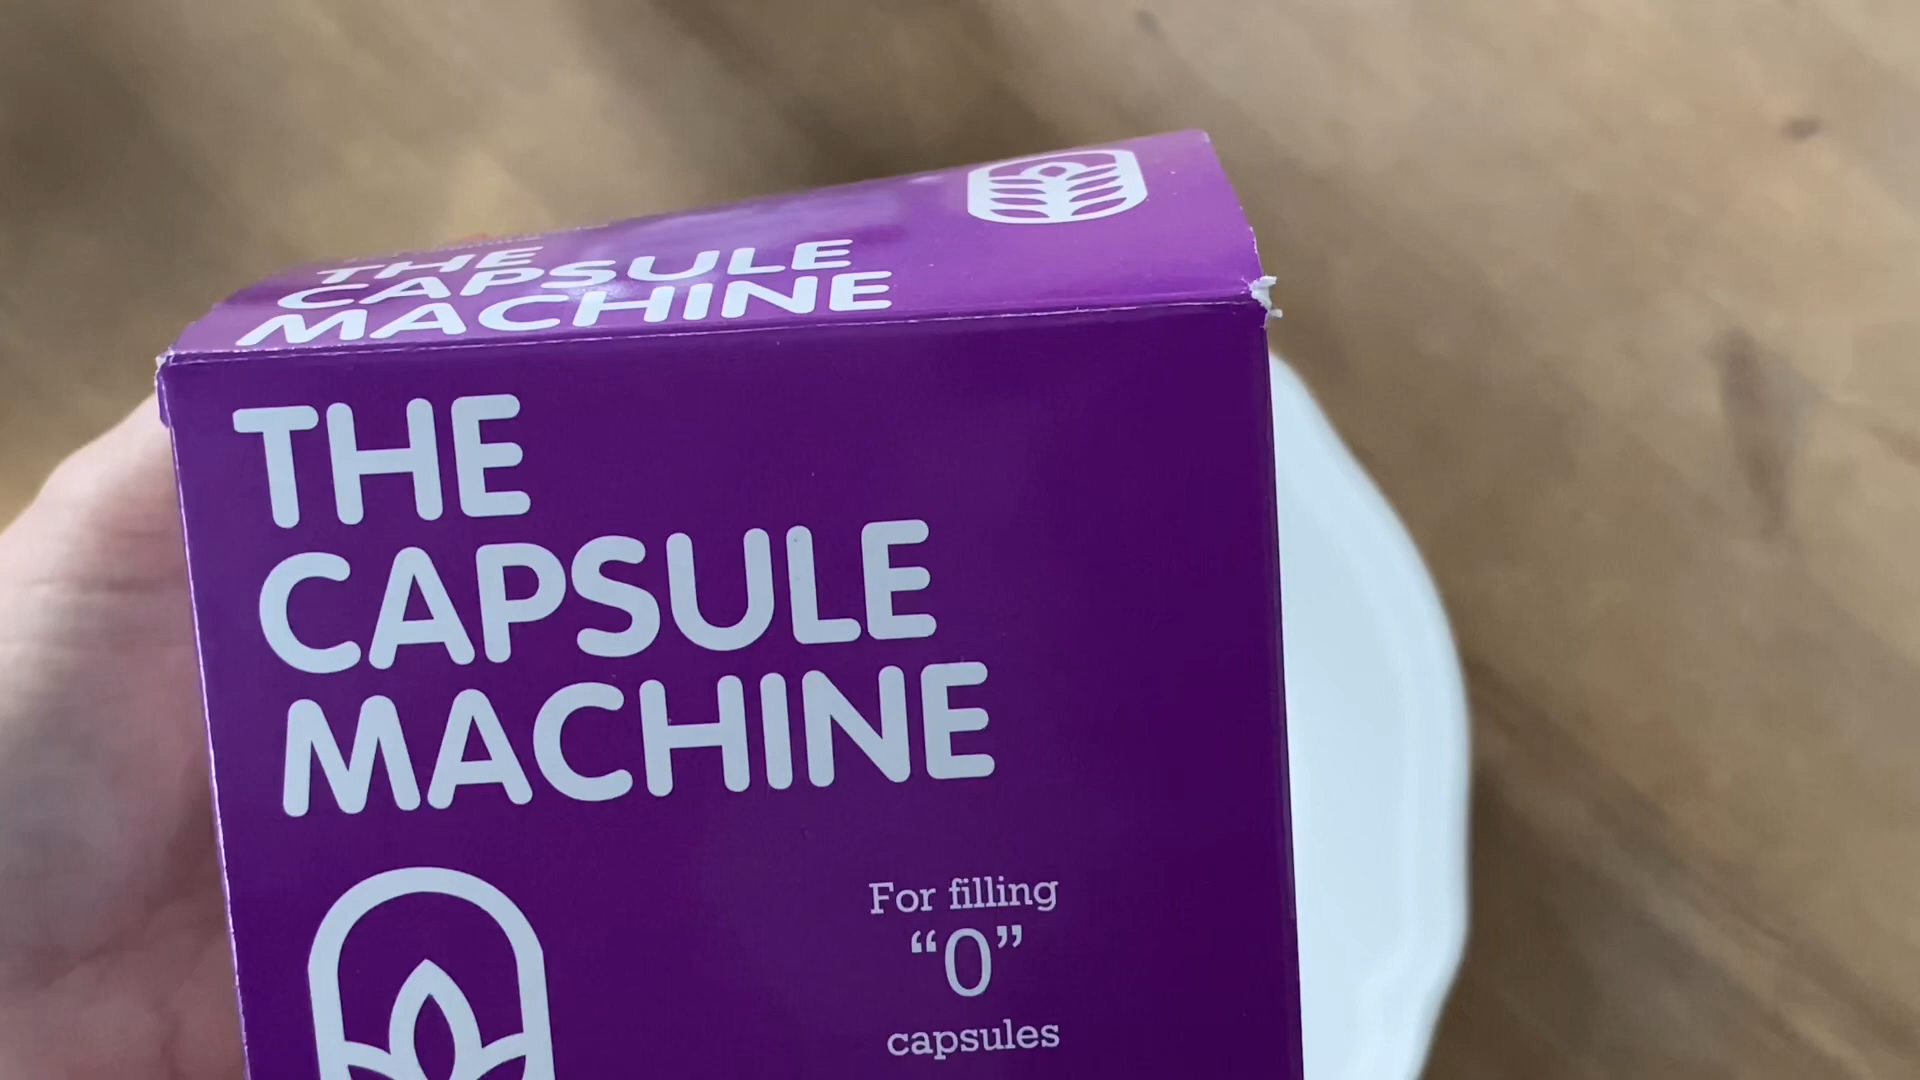 THE
CAPSULE
MACHINE
THE
CAPSULE
MACHINE
For filling
“0”
capsules